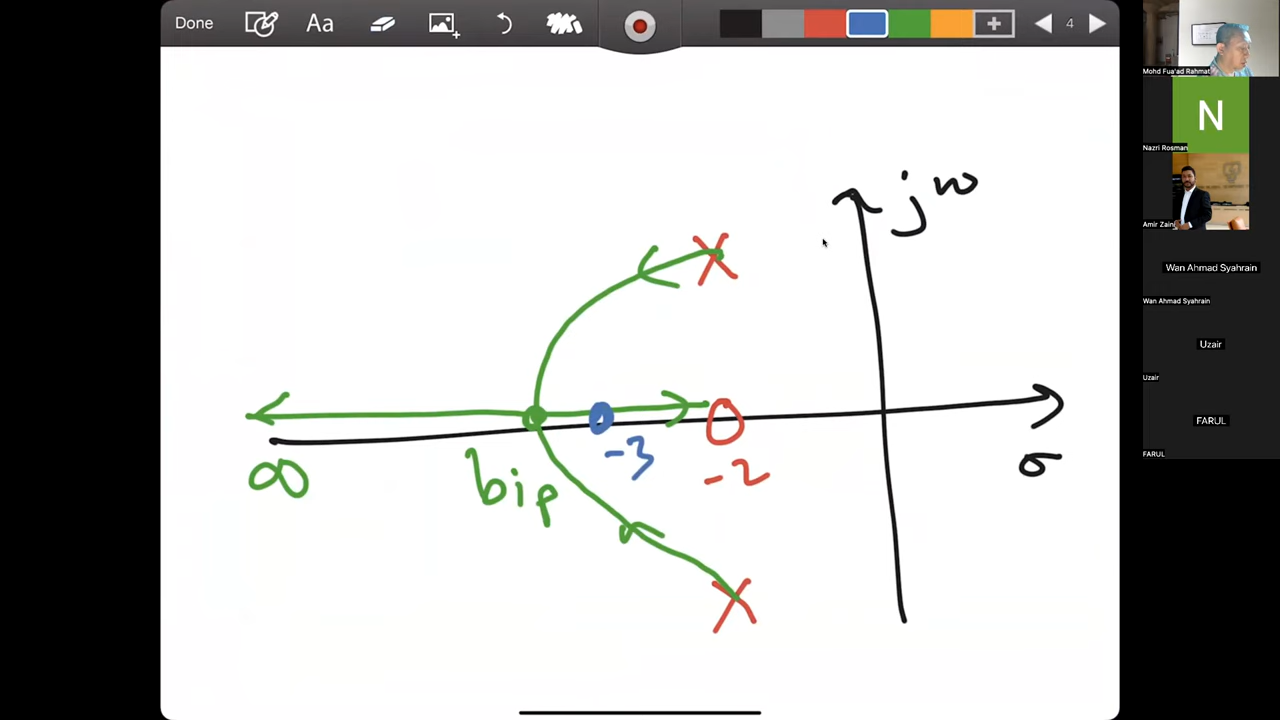 Done
Aa
4
jw
-3
-2
∞
bip
σ
Mohd Fua'ad Rahmat
N
Nazri Rosman
Amir Zain
Wan Ahmad Syahrain
Wan Ahmad Syahrain
Uzair
Uzair
FARUL
FARUL